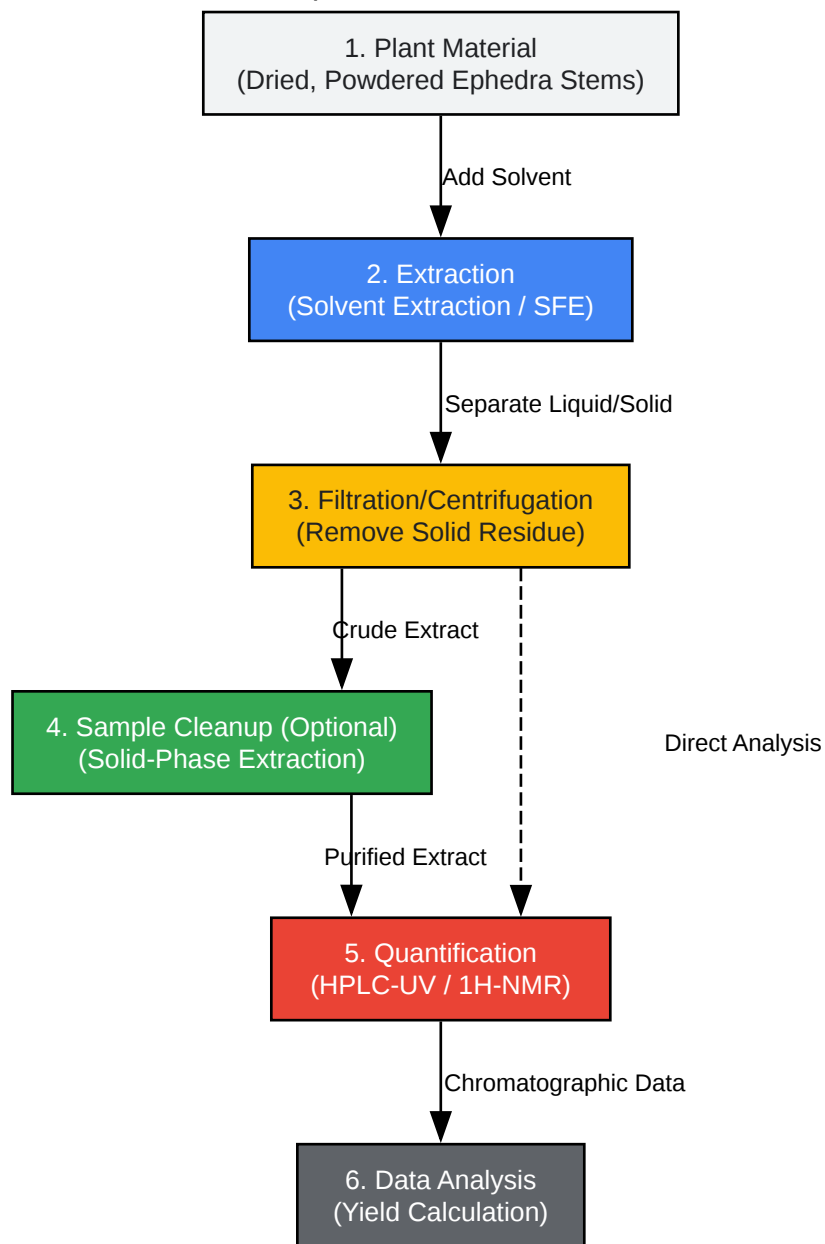 1. Plant Material
(Dried, Powdered Ephedra Stems)
Add Solvent
2. Extraction
(Solvent Extraction / SFE)
Separate Liquid/Solid
3. Filtration/Centrifugation
(Remove Solid Residue)
Crude Extract
4. Sample Cleanup (Optional)
(Solid-Phase Extraction)
Direct Analysis
Purified Extract
5. Quantification
(HPLC-UV / 1H-NMR)
Chromatographic Data
6. Data Analysis
(Yield Calculation)